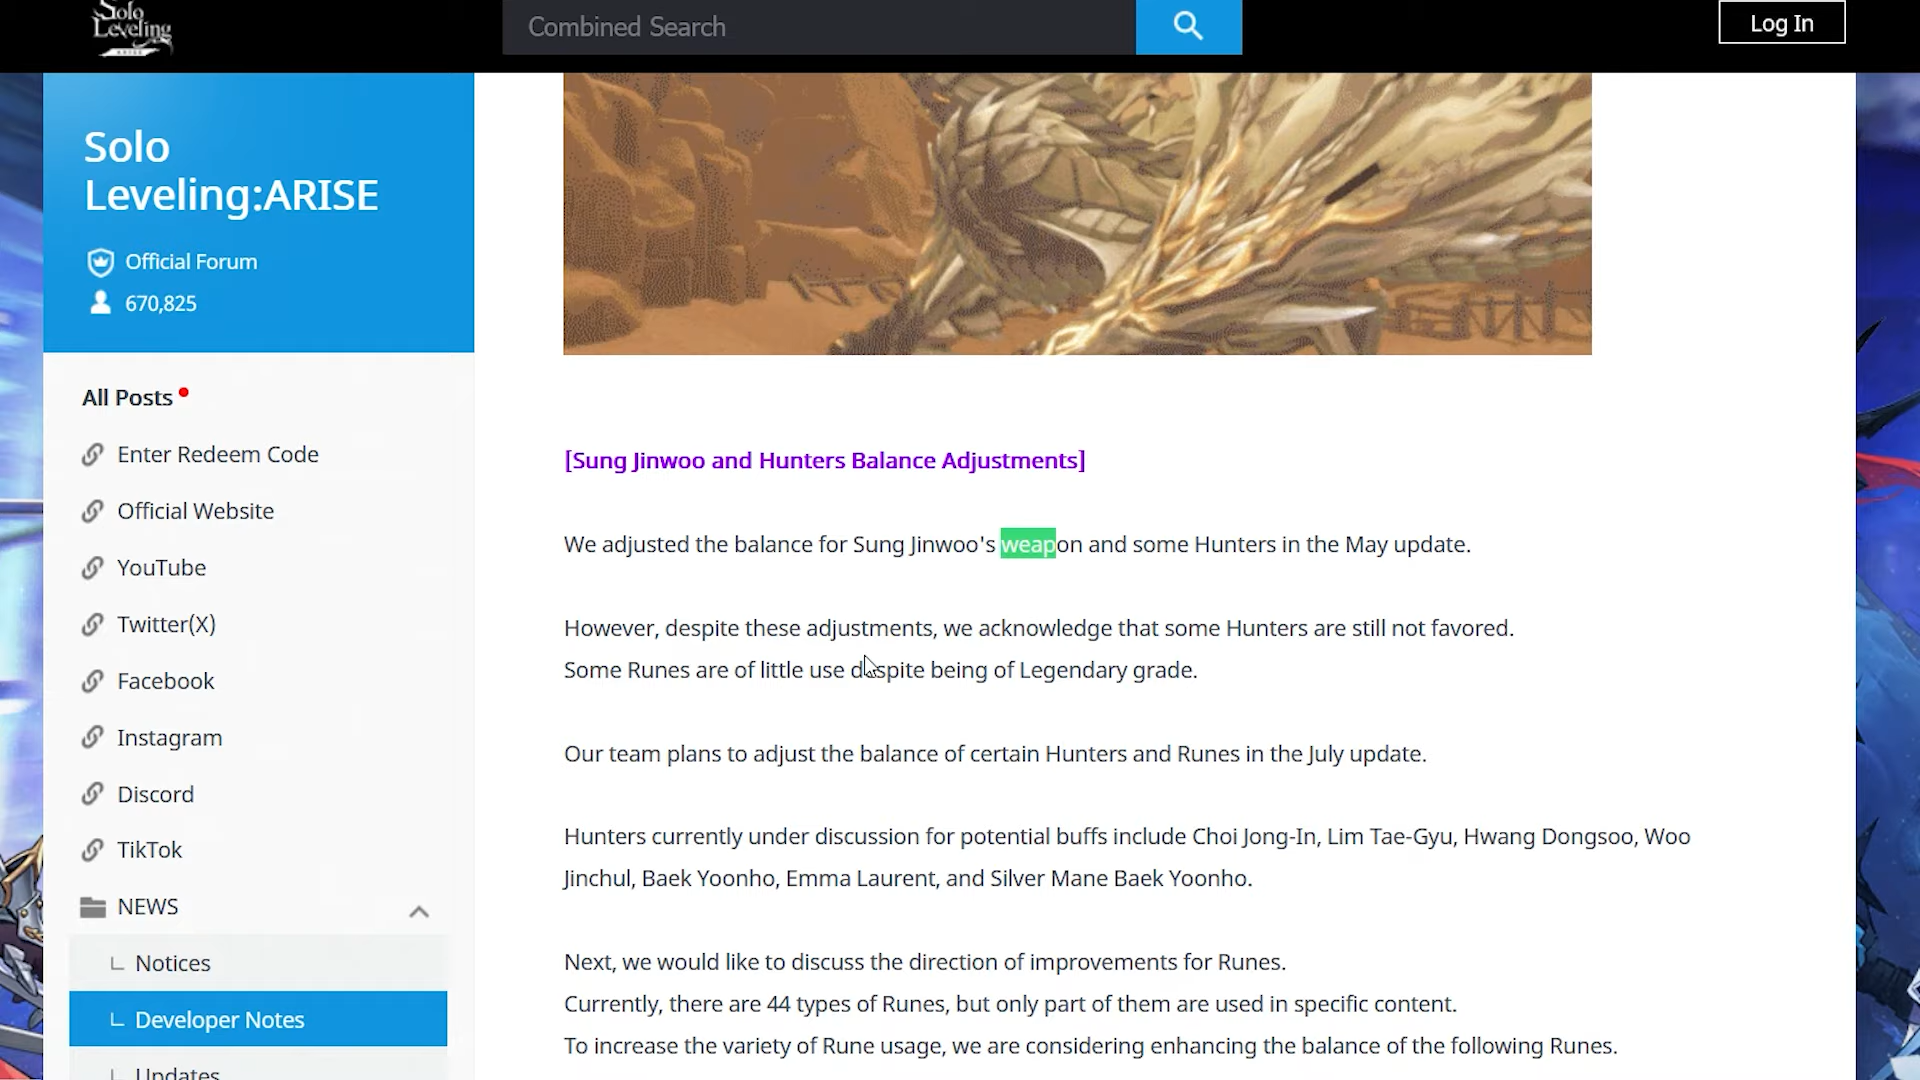 Solo
Leveling
ARISE
Combined Search
Log In
Solo
Leveling:ARISE
Official Forum
670,825
All Posts
Enter Redeem Code
Official Website
YouTube
Twitter(X)
Facebook
Instagram
Discord
TikTok
NEWS
Notices
Developer Notes
Updates
[Sung Jinwoo and Hunters Balance Adjustments]
We adjusted the balance for Sung Jinwoo's weapon and some Hunters in the May update.
However, despite these adjustments, we acknowledge that some Hunters are still not favored.
Some Runes are of little use despite being of Legendary grade.
Our team plans to adjust the balance of certain Hunters and Runes in the July update.
Hunters currently under discussion for potential buffs include Choi Jong-In, Lim Tae-Gyu, Hwang Dongsoo, Woo
Jinchul, Baek Yoonho, Emma Laurent, and Silver Mane Baek Yoonho.
Next, we would like to discuss the direction of improvements for Runes.
Currently, there are 44 types of Runes, but only part of them are used in specific content.
To increase the variety of Rune usage, we are considering enhancing the balance of the following Runes.